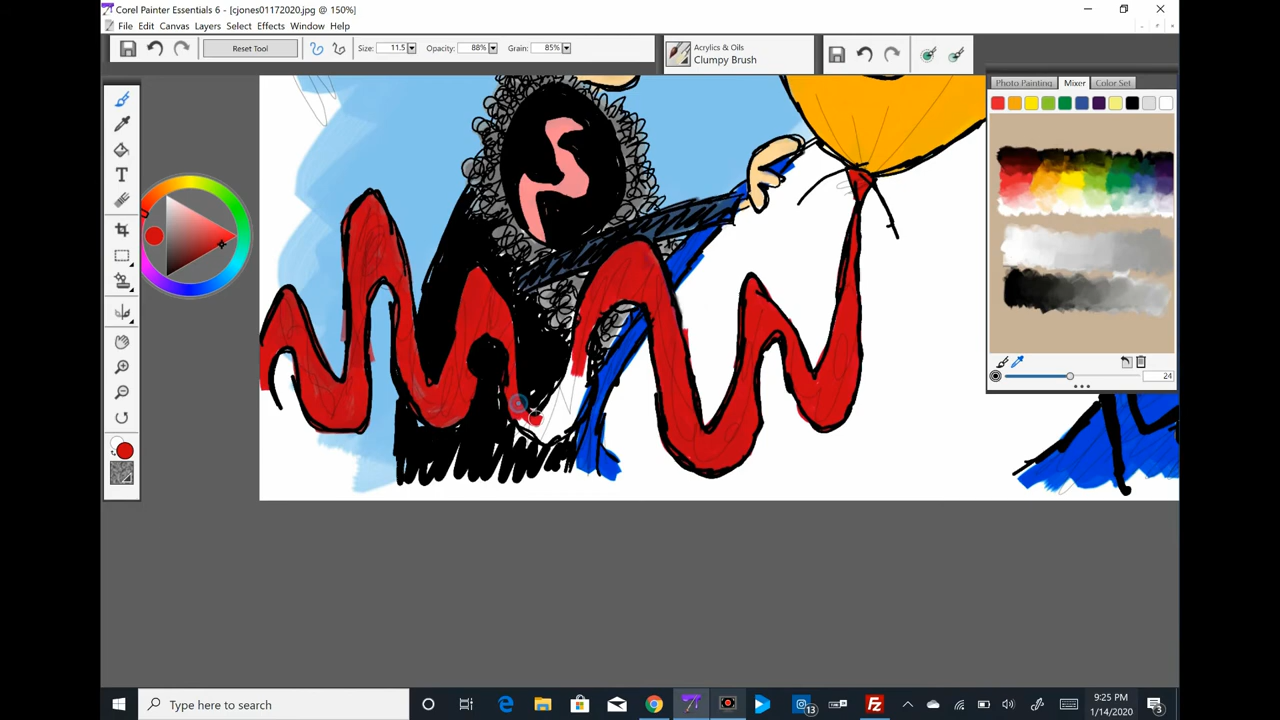 Corel Painter Essentials 6 - [cjones01172020.jpg @ 150%]
File Edit Canvas Layers Select Effects Window Help
Reset Tool Size: 11.5 Opacity: 88% Grain: 85%
Acrylics & Oils
Clumpy Brush
Photo Painting Mixer Color Set
24
Type here to search
13
9:25 PM
1/14/2020
3